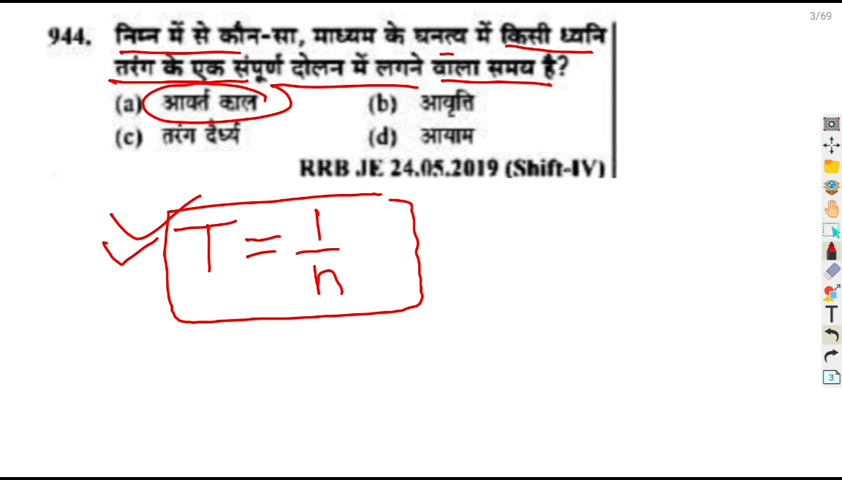 3/69
944. निम्न में से कौन-सा, माध्यम के घनत्व में किसी ध्वनि
तरंग के एक संपूर्ण दोलन में लगने वाला समय है?
(a) आवर्त काल (b) आवृत्ति
(c) तरंग दैर्ध्य (d) आयाम
RRB JE 24.05.2019 (Shift-IV)
T = 1/n
T
3